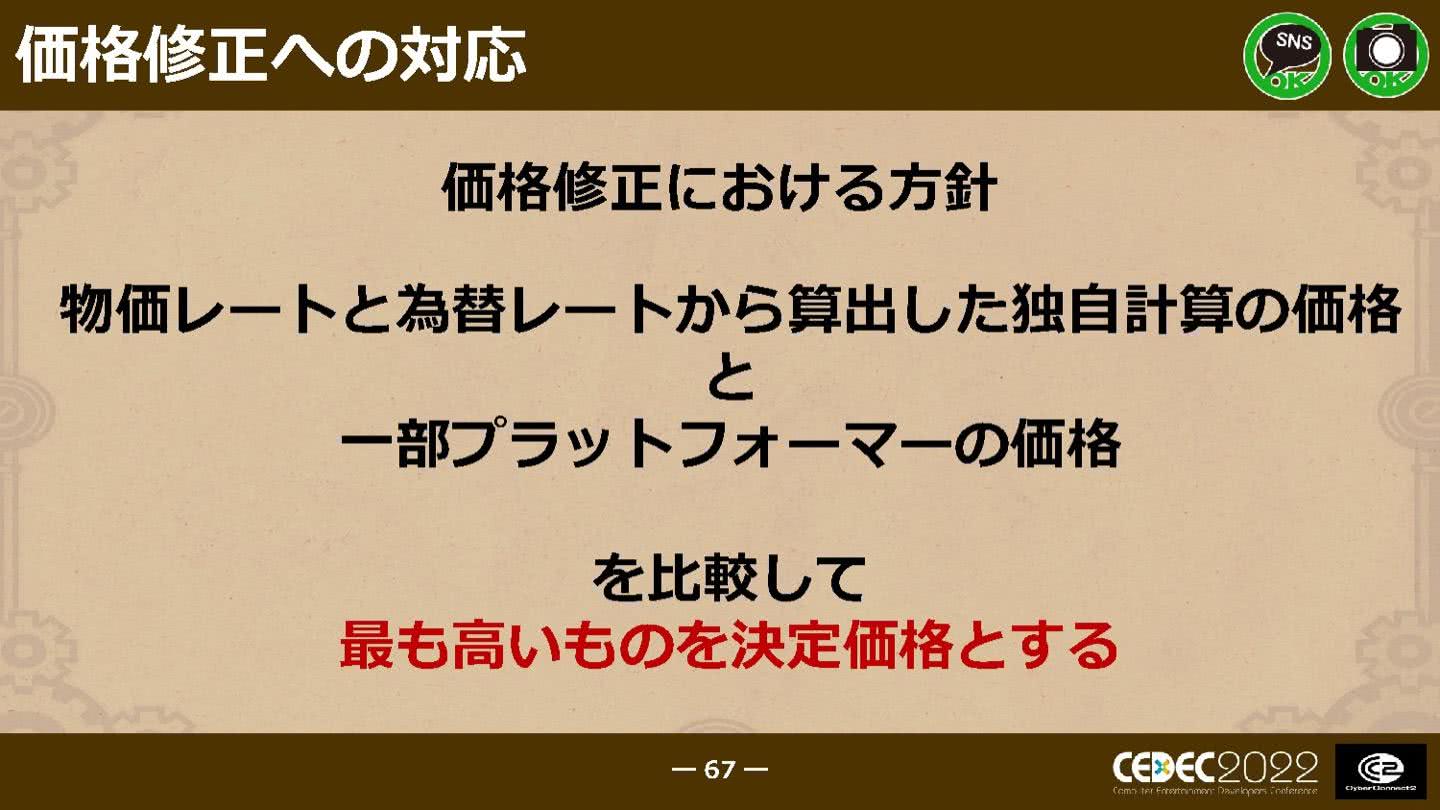 価格修正への対応
SNS
OK
OK
価格修正における方針
物価レートと為替レートから算出した独自計算の価格
と
一部プラットフォーマーの価格
を比較して
最も高いものを決定価格とする
— 67 —
CEDEC2022
Computer Entertainment Developers Conference
CyberConnect2